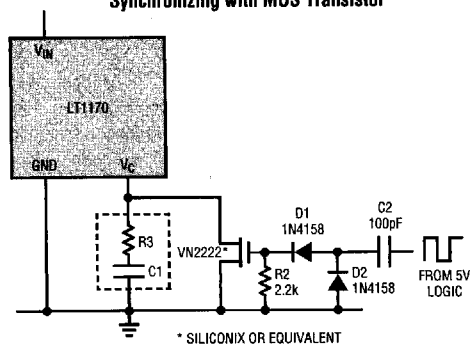 Synchronizing with MOS Transistor
VIN
LT1170
GND
VC
R3
C1
VN2222*
D1
1N4158
C2
100pF
R2
2.2k
D2
1N4158
FROM 5V
LOGIC
* SILICONIX OR EQUIVALENT